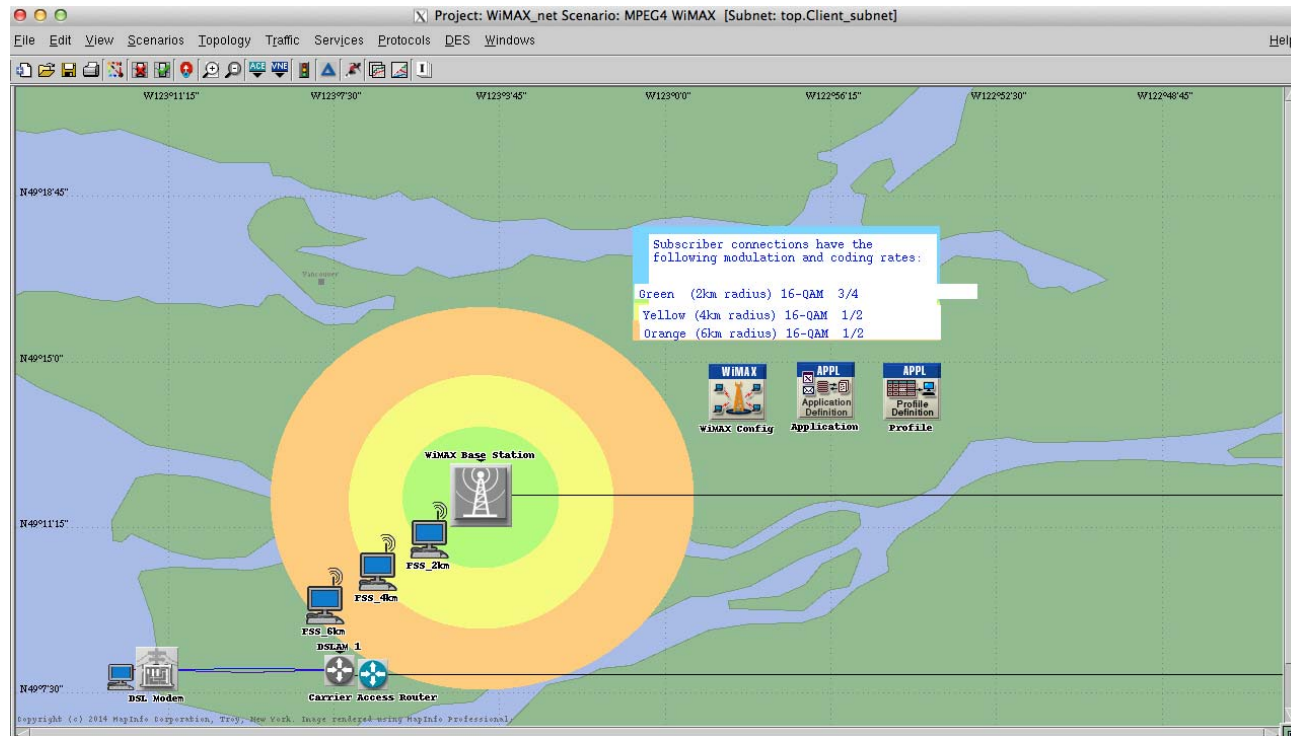 Project: WiMAX_net Scenario: MPEG4 WiMAX [Subnet: top.Client_subnet]
File Edit View Scenarios Topology Traffic Services Protocols DES Windows Help
ACE VNE
W123°11'15" W123°7'30" W123°3'45" W123°0'0" W122°56'15" W122°52'30" W122°48'45"
N49°18'45"
Subscriber connections have the
following modulation and coding rates:
Vancouver
Green (2km radius) 16-QAM 3/4
Yellow (4km radius) 16-QAM 1/2
Orange (6km radius) 16-QAM 1/2
N49°15'0"
WiMAX APPL APPL
Application
Definition
Profile
Definition
WiMAX Config Application Profile
WiMAX Base Station
N49°11'15"
FSS_2km
FSS_4km
FSS_6km
DSLAM 1
N49°7'30"
DSL Modem Carrier Access Router
Copyright (c) 2014 MapInfo Corporation, Troy, New York. Image rendered using MapInfo Professional.